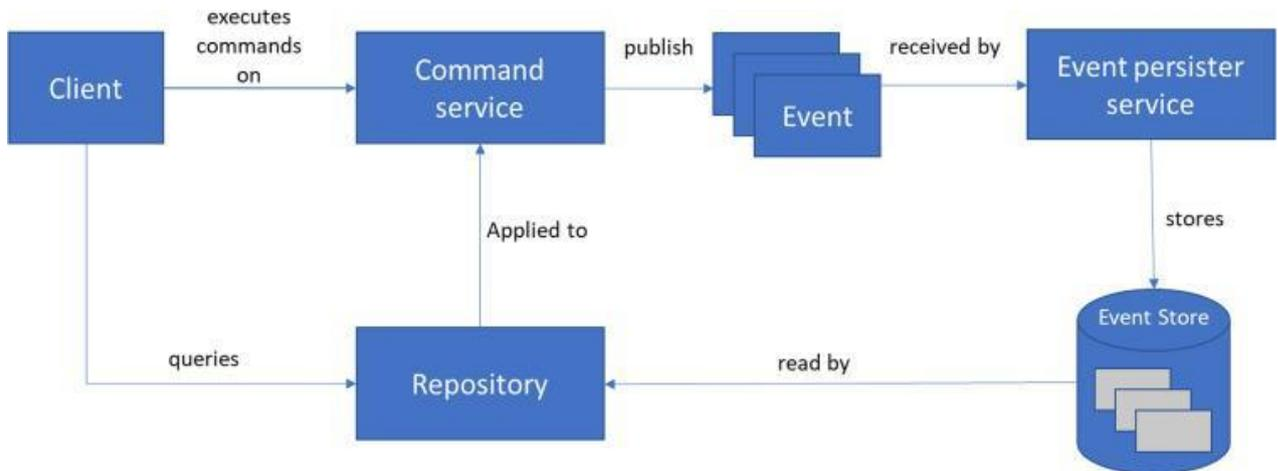 executes
commands
on
Client
Command
service
publish
Event
received by
Event persister
service
Applied to
stores
Event Store
queries
Repository
read by